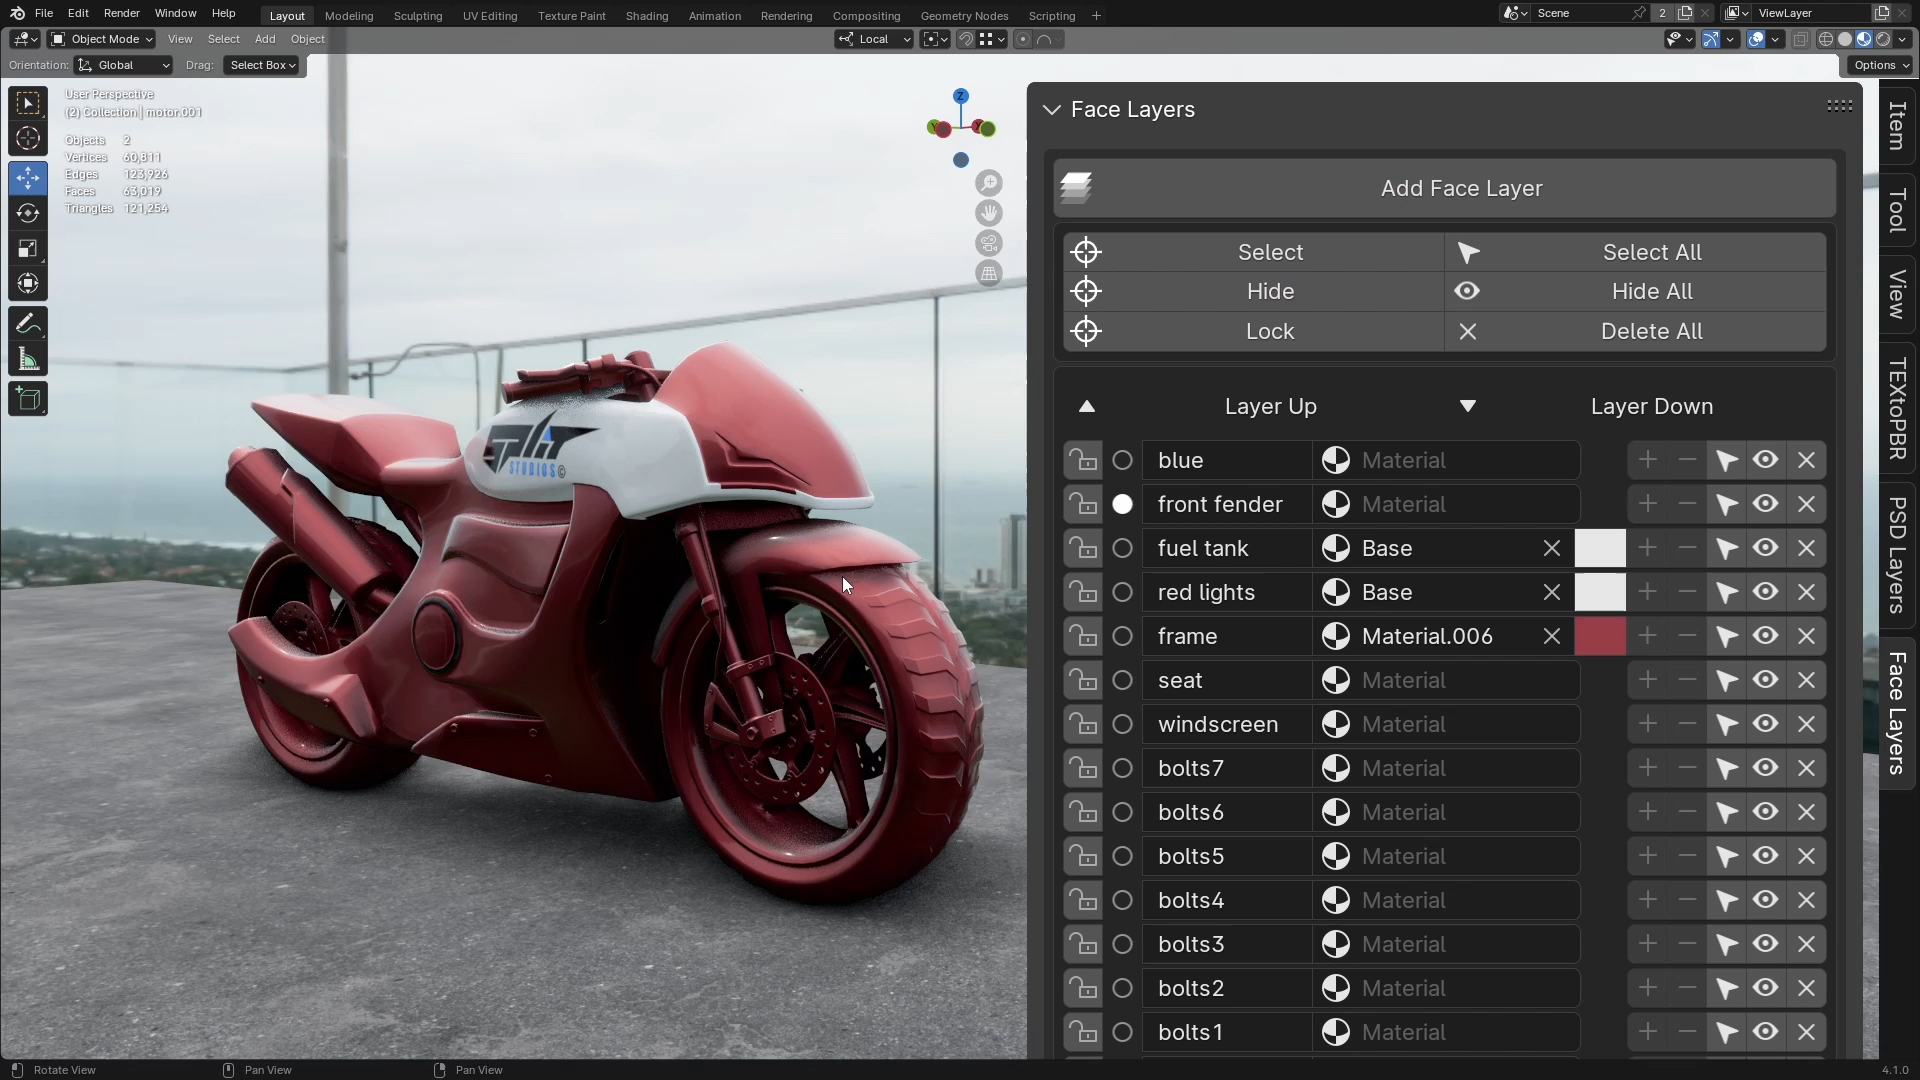 File Edit Render Window Help Layout Modeling Sculpting UV Editing Texture Paint Shading Animation Rendering Compositing Geometry Nodes Scripting Scene 2 ViewLayer
Object Mode View Select Add Object Local
Orientation: Global Drag: Select Box Options
User Perspective
(2) Collection | motor.001
Objects 2
Vertices 60,811
Edges 123,926
Faces 63,019
Triangles 121,254
Z
STUDIOS©
Face Layers
Add Face Layer
Select Select All
Hide Hide All
Lock Delete All
Layer Up Layer Down
blue Material
front fender Material
fuel tank Base
red lights Base
frame Material.006
seat Material
windscreen Material
bolts7 Material
bolts6 Material
bolts5 Material
bolts4 Material
bolts3 Material
bolts2 Material
bolts1 Material
Item
Tool
View
TEXtoPBR
PSD Layers
Face Layers
Rotate View Pan View Pan View 4.1.0